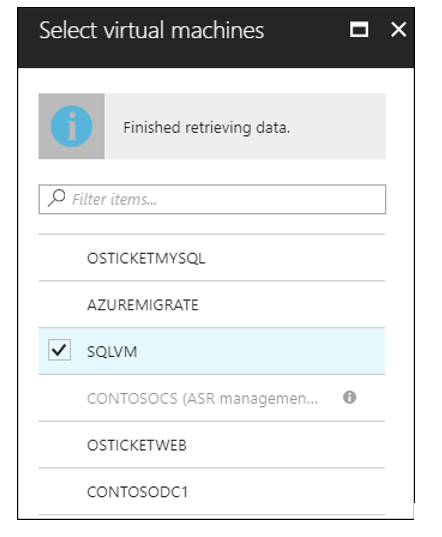 Select virtual machines
Finished retrieving data.
Filter items...
OSTICKETMYSQL
AZUREMIGRATE
SQLVM
CONTOSOCS (ASR managemen...
OSTICKETWEB
CONTOSODC1